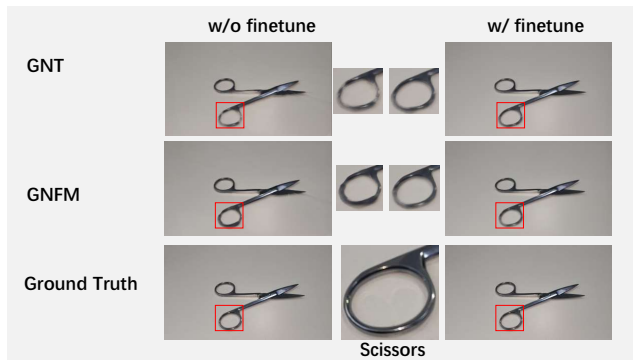 w/o finetune w/ finetune
GNT
GNFM
Ground Truth
Scissors